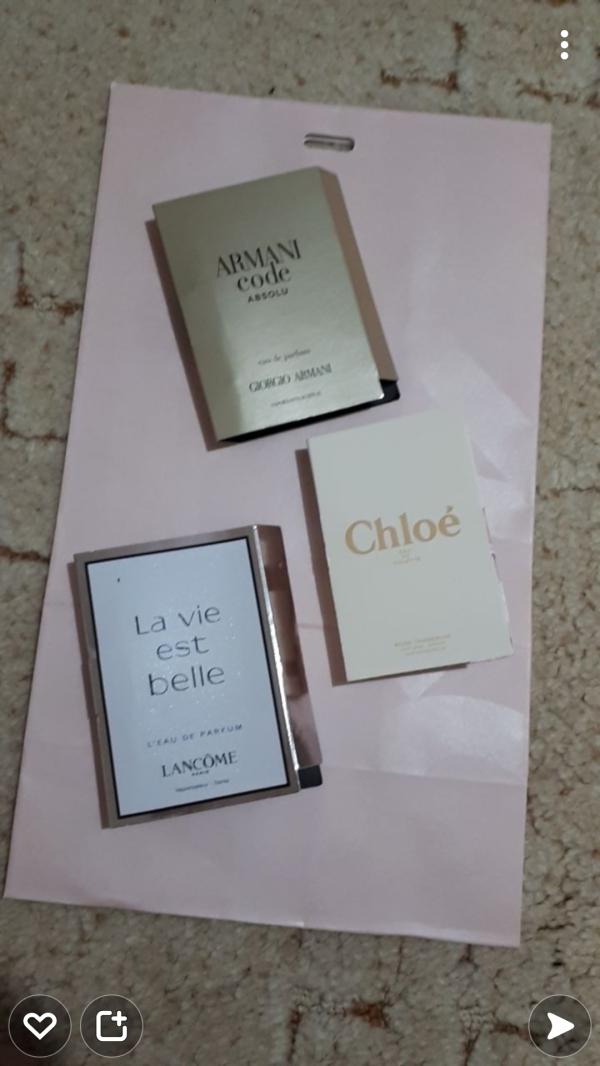 ARMANI
code
ABSOLU
eau de parfum
GIORGIO ARMANI
Chloé
La vie
est
belle
L'EAU DE PARFUM
LANCÔME
PARIS